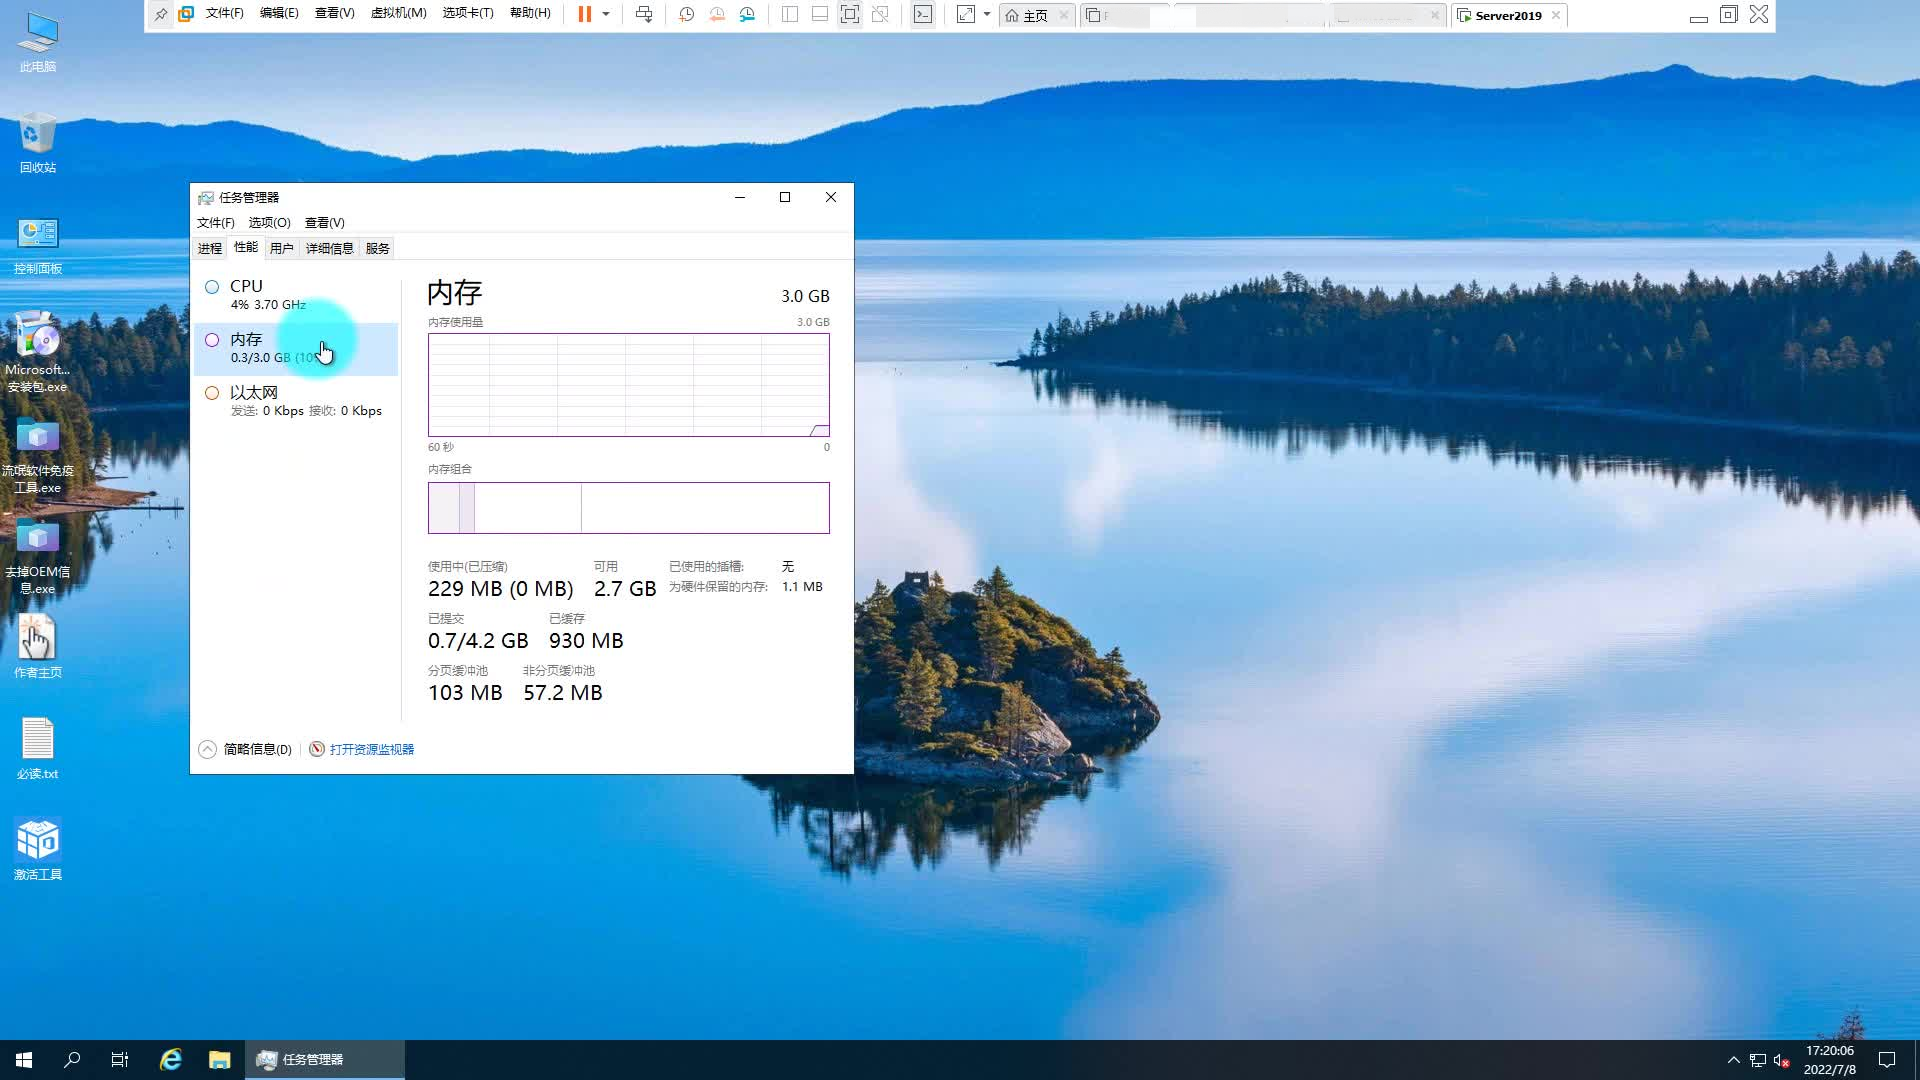 文件(F) 编辑(E) 查看(V) 虚拟机(M) 选项卡(T) 帮助(H) 主页 Server2019
此电脑
回收站
控制面板
Microsoft...
安装包.exe
流氓软件免疫
工具.exe
去掉OEM信
息.exe
作者主页
必读.txt
激活工具
任务管理器
文件(F) 选项(O) 查看(V)
进程 性能 用户 详细信息 服务
CPU
4% 3.70 GHz
内存
0.3/3.0 GB
以太网
发送: 0 Kbps 接收: 0 Kbps
内存 3.0 GB
内存使用量 3.0 GB
60 秒 0
内存组合
使用中(已压缩) 可用 已使用的插槽: 无
229 MB (0 MB) 2.7 GB 为硬件保留的内存: 1.1 MB
已提交 已缓存
0.7/4.2 GB 930 MB
分页缓冲池 非分页缓冲池
103 MB 57.2 MB
简略信息(D) 打开资源监视器
任务管理器
17:20:06
2022/7/8